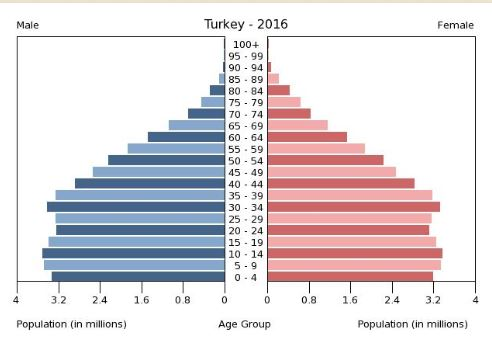 Male Turkey - 2016 Female
100+
95 - 99
90 - 94
85 - 89
80 - 84
75 - 79
70 - 74
65 - 69
60 - 64
55 - 59
50 - 54
45 - 49
40 - 44
35 - 39
30 - 34
25 - 29
20 - 24
15 - 19
10 - 14
5 - 9
0 - 4
4 3.2 2.4 1.6 0.8 0 0 0.8 1.6 2.4 3.2 4
Population (in millions) Age Group Population (in millions)